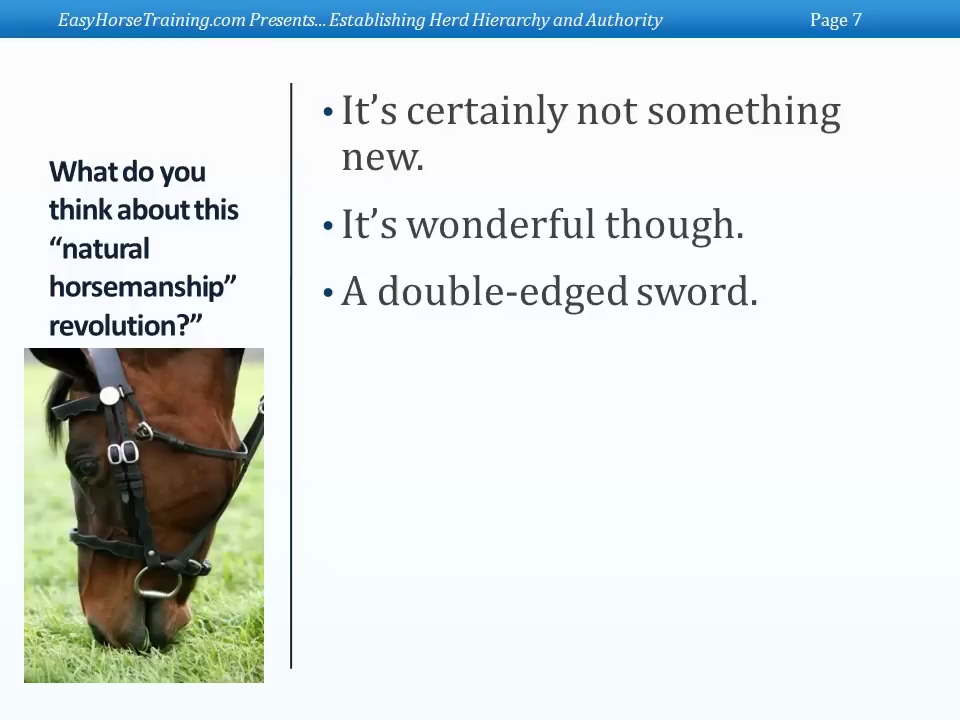 EasyHorseTraining.com Presents... Establishing Herd Hierarchy and Authority Page 7
What do you
think about this
“natural
horsemanship”
revolution?”
• It’s certainly not something
new.
• It’s wonderful though.
• A double-edged sword.